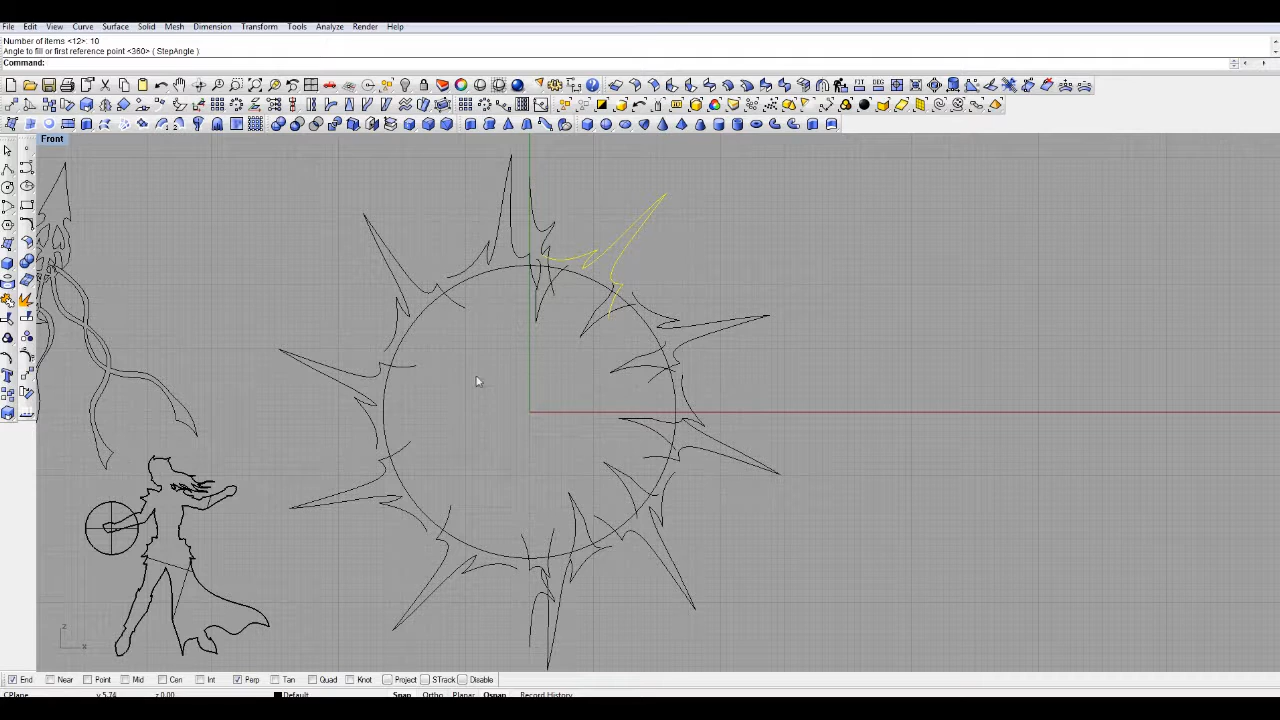 File Edit View Curve Surface Solid Mesh Dimension Transform Tools Analyze Render Help
Number of items <12>: 10
Angle to fill or first reference point <360> ( StepAngle )
Command:
Front
z
x
End Near Point Mid Cen Int Perp Tan Quad Knot Project STrack Disable
CPlane y 5.74 z 0.00 Default Snap Ortho Planar Osnap Record History